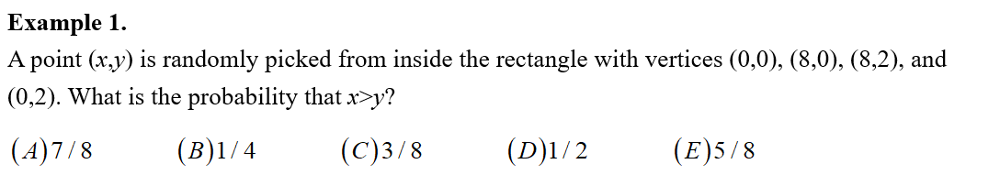 Example 1.
A point (x,y) is randomly picked from inside the rectangle with vertices (0,0), (8,0), (8,2), and
(0,2). What is the probability that x>y?
(A)7/8 (B)1/4 (C)3/8 (D)1/2 (E)5/8